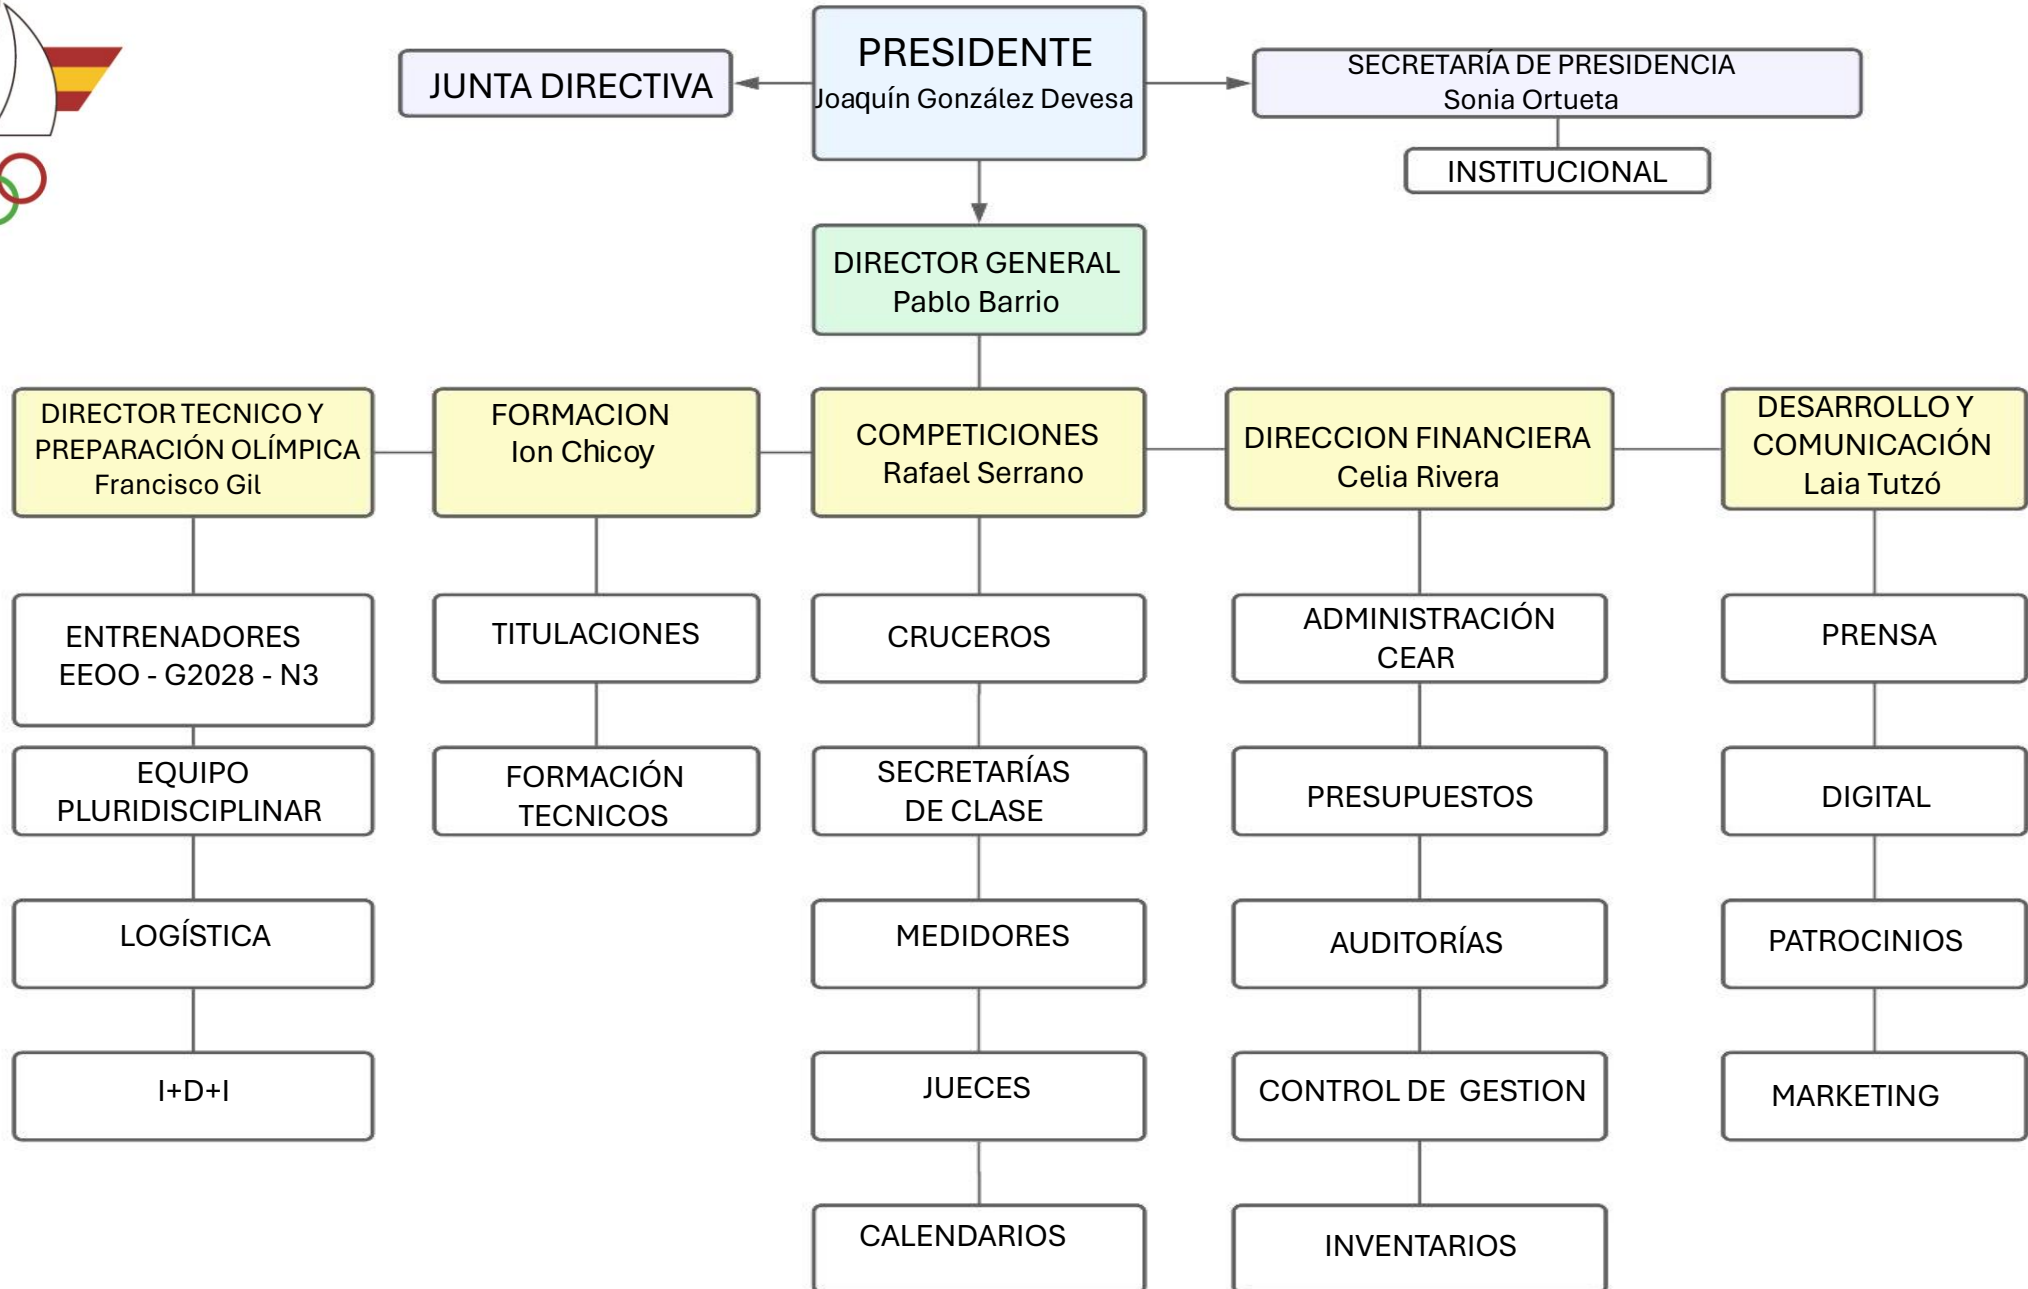 JUNTA DIRECTIVA
PRESIDENTE
Joaquín González Devesa
SECRETARÍA DE PRESIDENCIA
Sonia Ortueta
INSTITUCIONAL
DIRECTOR GENERAL
Pablo Barrio
DIRECTOR TECNICO Y
PREPARACIÓN OLÍMPICA
Francisco Gil
FORMACION
Ion Chicoy
COMPETICIONES
Rafael Serrano
DIRECCION FINANCIERA
Celia Rivera
DESARROLLO Y
COMUNICACIÓN
Laia Tutzó
ENTRENADORES
EEOO - G2028 - N3
TITULACIONES
CRUCEROS
ADMINISTRACIÓN
CEAR
PRENSA
EQUIPO
PLURIDISCIPLINAR
FORMACIÓN
TECNICOS
SECRETARÍAS
DE CLASE
PRESUPUESTOS
DIGITAL
LOGÍSTICA
MEDIDORES
AUDITORÍAS
PATROCINIOS
I+D+I
JUECES
CONTROL DE  GESTION
MARKETING
CALENDARIOS
INVENTARIOS